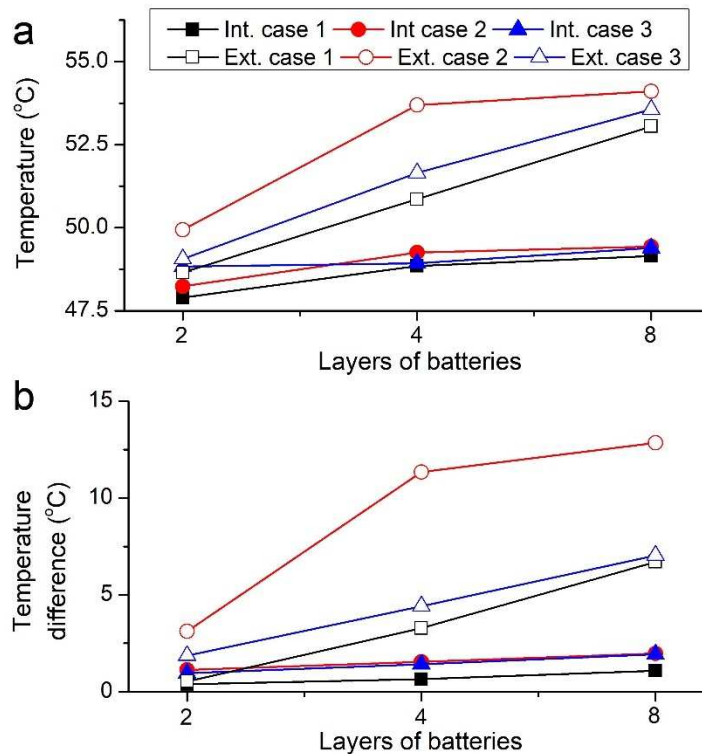 a
Int. case 1 Int case 2 Int. case 3
Ext. case 1 Ext. case 2 Ext. case 3
55.0
52.5
50.0
47.5
Temperature (°C)
2 4 8
Layers of batteries
b
15
10
5
0
Temperature
difference (°C)
2 4 8
Layers of batteries